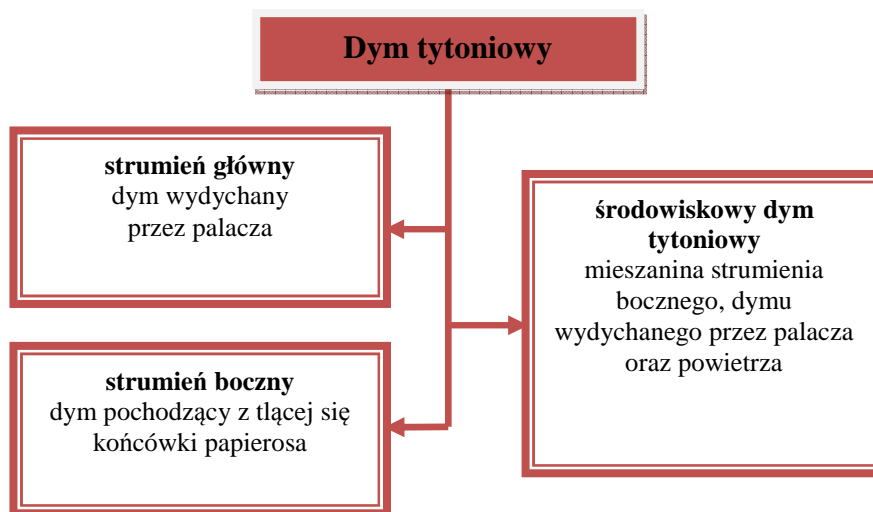 Dym tytoniowy
strumień główny
dym wydychany
przez palacza
strumień boczny
dym pochodzący z tlącej się
końcówki papierosa
środowiskowy dym
tytoniowy
mieszanina strumienia
bocznego, dymu
wydychanego przez palacza
oraz powietrza